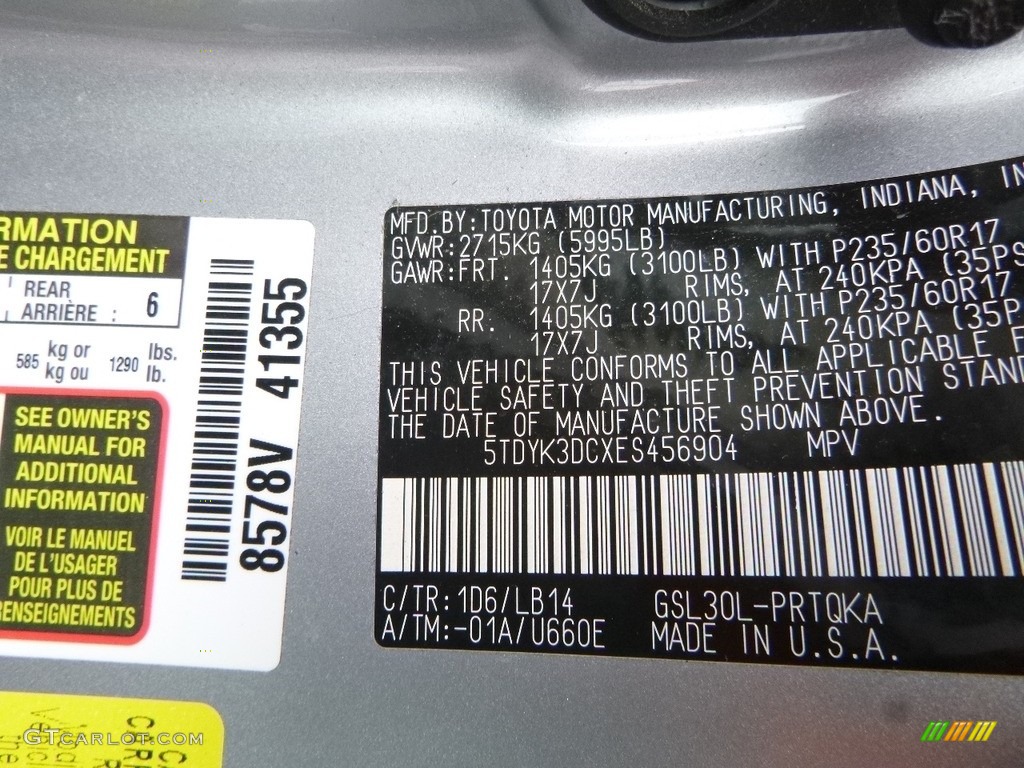 RMATION
E CHARGEMENT
REAR
ARRIÈRE : 6
585 kg or 1290 lbs.
kg ou lb.
SEE OWNER'S
MANUAL FOR
ADDITIONAL
INFORMATION
VOIR LE MANUEL
DE L'USAGER
POUR PLUS DE
RENSEIGNEMENTS
8578V 41355
MFD. BY: TOYOTA MOTOR MANUFACTURING, INDIANA, IN
GVWR: 2715KG (5995LB)
GAWR: FRT. 1405KG (3100LB) WITH P235/60R17
17X7J RIMS, AT 240KPA (35PS
RR. 1405KG (3100LB) WITH P235/60R17
17X7J RIMS, AT 240KPA (35P
THIS VEHICLE CONFORMS TO ALL APPLICABLE F
VEHICLE SAFETY AND THEFT PREVENTION STAND
THE DATE OF MANUFACTURE SHOWN ABOVE.
5TDYK3DCXES456904 MPV
C/TR: 1D6/LB14 GSL30L-PRTQKA
A/TM: -01A/U660E MADE IN U.S.A.
GTCARLOT.COM